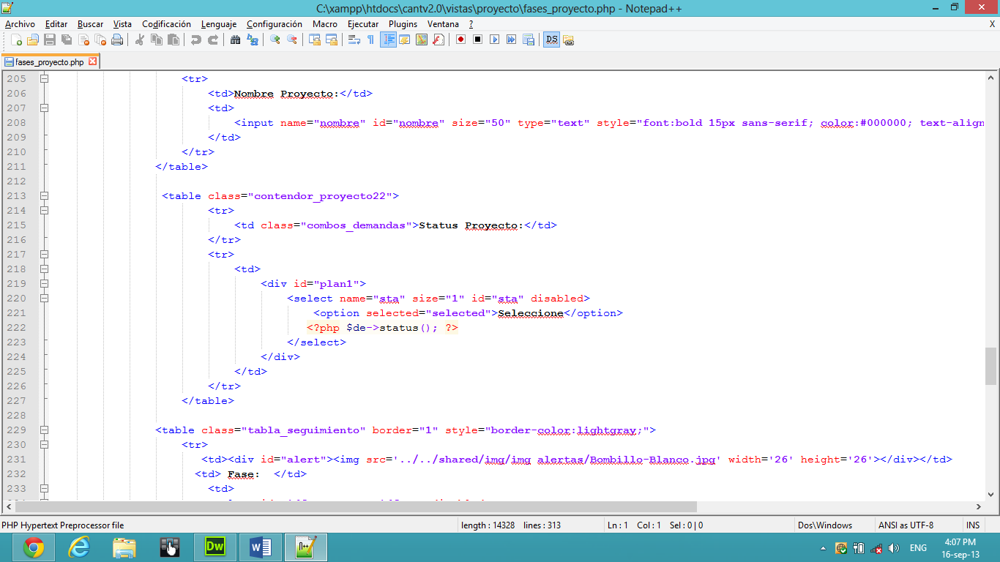 C:\xampp\htdocs\cantv2.0\vistas\proyecto\fases_proyecto.php - Notepad++
Archivo Editar Buscar Vista Codificación Lenguaje Configuración Macro Ejecutar Plugins Ventana ? X
fases_proyecto.php
205 <tr>
206 <td>Nombre Proyecto:</td>
207 <td>
208 <input name="nombre" id="nombre" size="50" type="text" style="font:bold 15px sans-serif; color:#000000; text-align
209 </td>
210 </tr>
211 </table>
212
213 <table class="contendor_proyecto22">
214 <tr>
215 <td class="combos_demandas">Status Proyecto:</td>
216 </tr>
217 <tr>
218 <td>
219 <div id="plan1">
220 <select name="sta" size="1" id="sta" disabled>
221 <option selected="selected">Seleccione</option>
222 <?php $de->status(); ?>
223 </select>
224 </div>
225 </td>
226 </tr>
227 </table>
228
229 <table class="tabla_seguimiento" border="1" style="border-color:lightgray;">
230 <tr>
231 <td><div id="alert"><img src='../../shared/img/img_alertas/Bombillo-Blanco.jpg' width='26' height='26'></div></td>
232 <td> Fase: </td>
233 <td>
PHP Hypertext Preprocessor file length : 14328 lines : 313 Ln : 1 Col : 1 Sel : 0 | 0 Dos\Windows ANSI as UTF-8 INS
Dw ENG 4:07 PM
16-sep-13